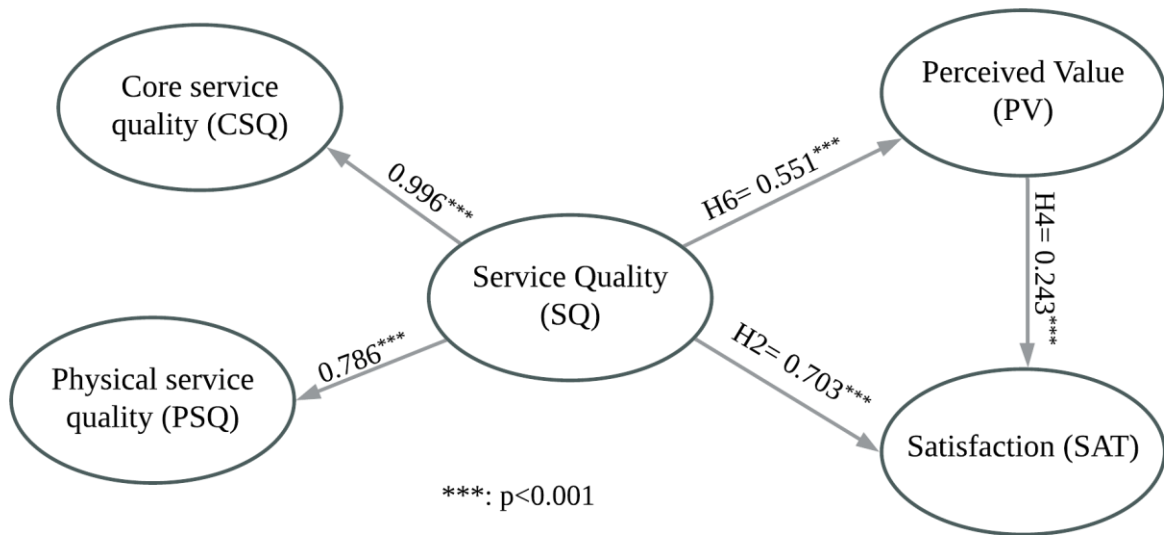 Core service
quality (CSQ)
Perceived Value
(PV)
0.996***
H6= 0.551***
H4= 0.243***
Service Quality
(SQ)
0.786***
H2= 0.703***
Physical service
quality (PSQ)
Satisfaction (SAT)
***: p<0.001